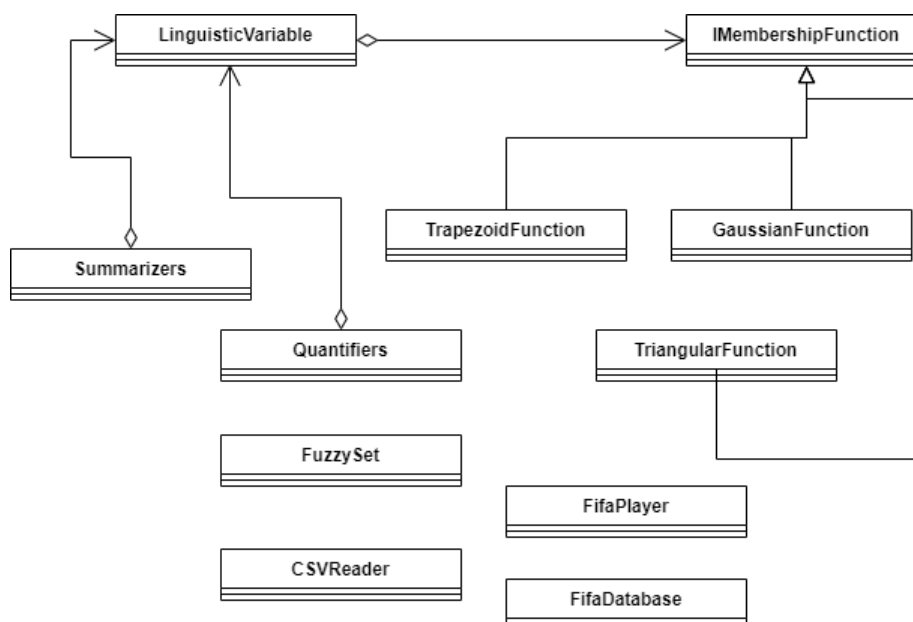 LinguisticVariable
IMembershipFunction
TrapezoidFunction
GaussianFunction
Summarizers
Quantifiers
TriangularFunction
FuzzySet
FifaPlayer
CSVReader
FifaDatabase